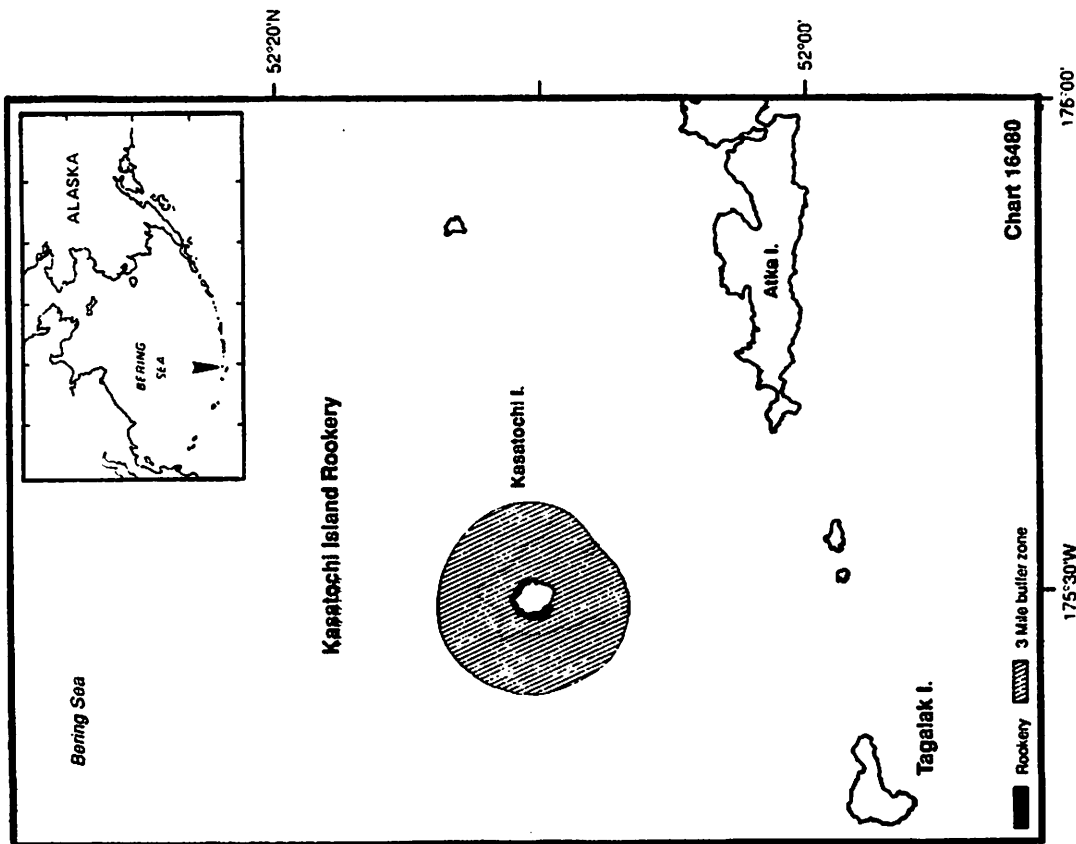 Bering Sea
ALASKA
BERING
SEA
Kasatochi Island Rookery
Kasatochi I.
Atka I.
Tagalak I.
Rookery
3 Mile buffer zone
Chart 16480
52°20'N
52°00'
175°30'W
175°00'